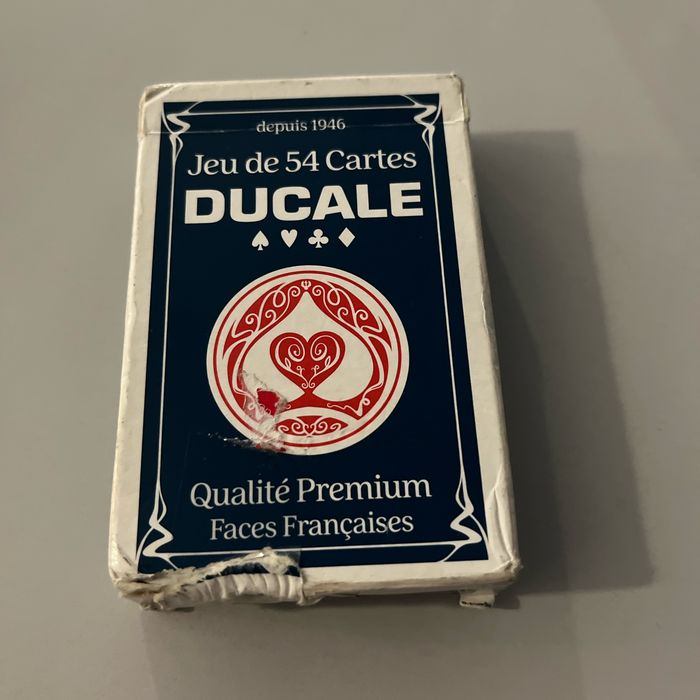 depuis 1946
Jeu de 54 Cartes
DUCALE
Qualité Premium
Faces Françaises